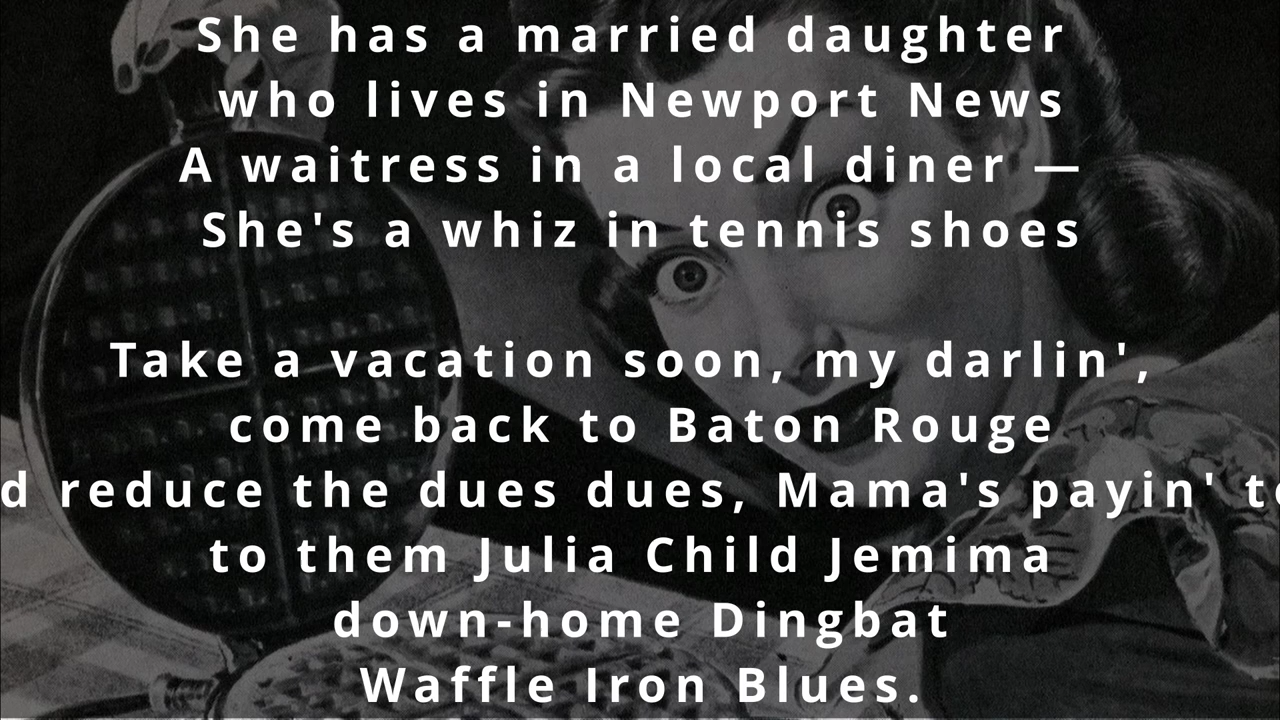 She has a married daughter
who lives in Newport News
A waitress in a local diner —
She's a whiz in tennis shoes
Take a vacation soon, my darlin',
come back to Baton Rouge
reduce the dues dues, Mama's payin'
to them Julia Child Jemima
down-home Dingbat
Waffle Iron Blues.